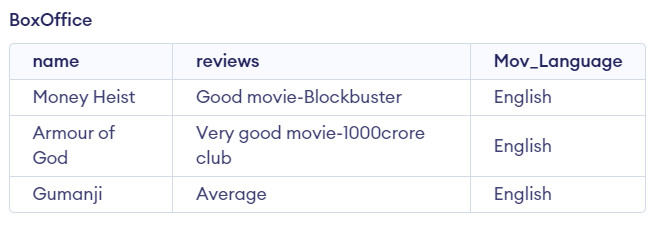 BoxOffice
name reviews Mov_Language
Money Heist Good movie-Blockbuster English
Armour of God Very good movie-1000crore club English
Gumanji Average English